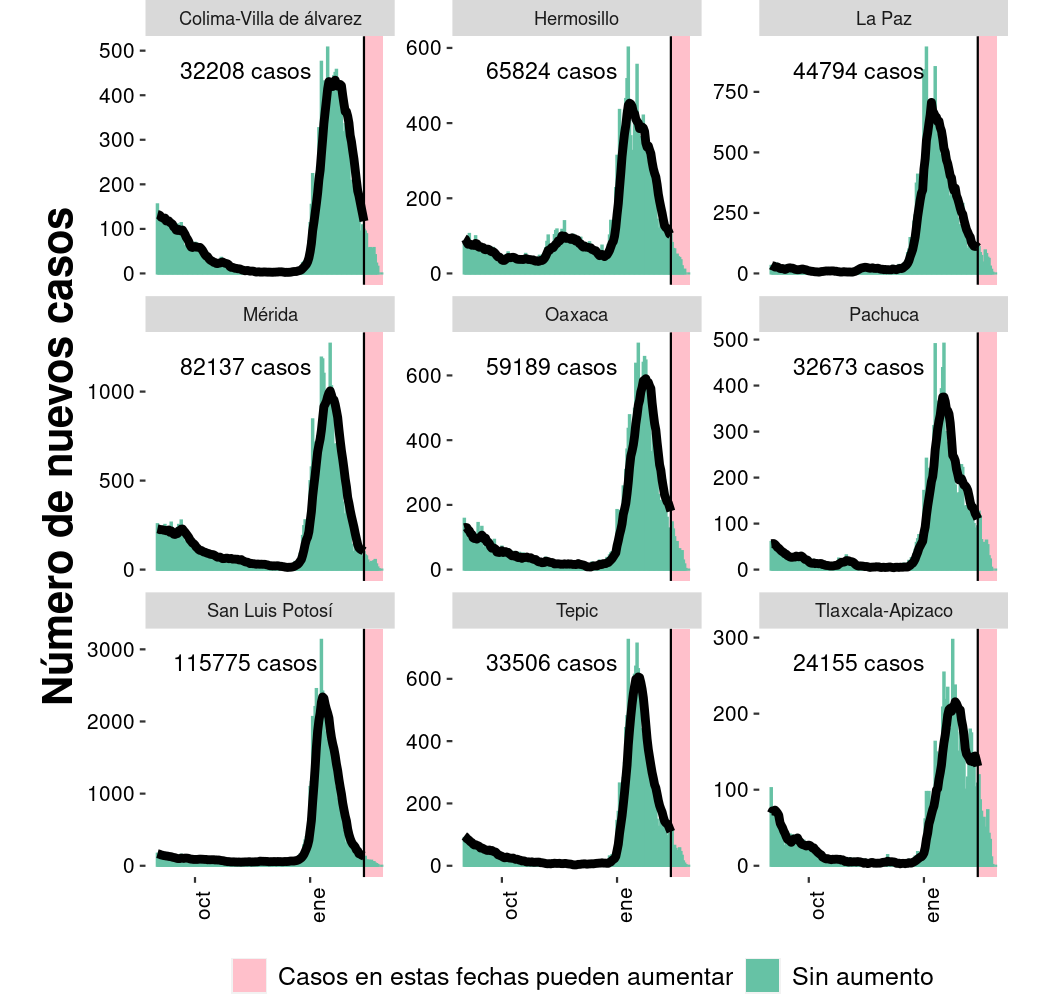 Número de nuevos casos
Colima-Villa de álvarez
Hermosillo
La Paz
500
400
300
200
100
0
32208 casos
600
400
200
0
65824 casos
750
500
250
0
44794 casos
Mérida
Oaxaca
Pachuca
1000
500
0
82137 casos
600
400
200
0
59189 casos
500
400
300
200
100
0
32673 casos
San Luis Potosí
Tepic
Tlaxcala-Apizaco
3000
2000
1000
0
115775 casos
600
400
200
0
33506 casos
300
200
100
0
24155 casos
oct
ene
oct
ene
oct
ene
Casos en estas fechas pueden aumentar
Sin aumento